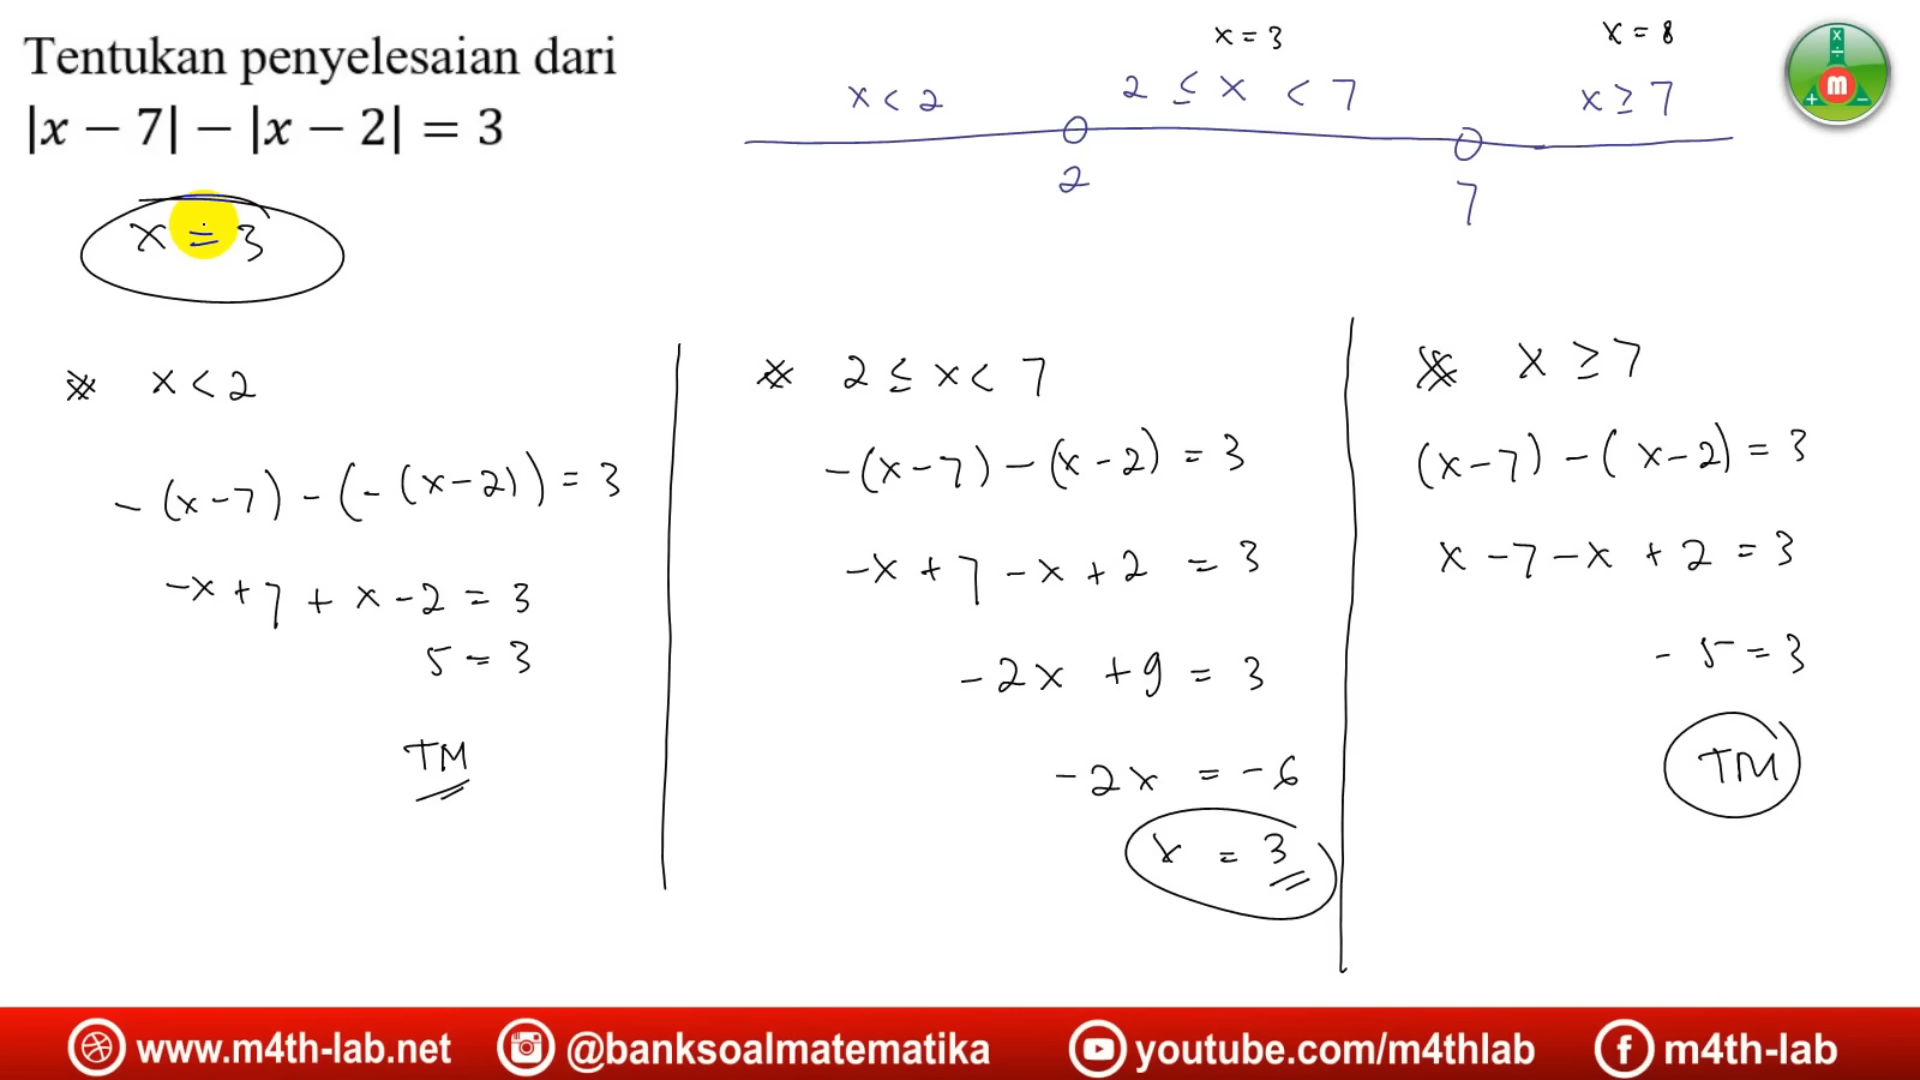 Tentukan penyelesaian dari
|x − 7| − |x − 2| = 3
x = 3
x = 3
x = 8
x < 2
2 ≤ x < 7
x ≥ 7
2
7
x ÷ m + −
* x < 2
-(x-7) - (-(x-2)) = 3
-x + 7 + x - 2 = 3
5 = 3
TM
* 2 ≤ x < 7
-(x-7) - (x-2) = 3
-x + 7 - x + 2 = 3
-2x + 9 = 3
-2x = -6
x = 3
* x ≥ 7
(x-7) - (x-2) = 3
x - 7 - x + 2 = 3
-5 = 3
TM
www.m4th-lab.net
@banksoalmatematika
youtube.com/m4thlab
f m4th-lab